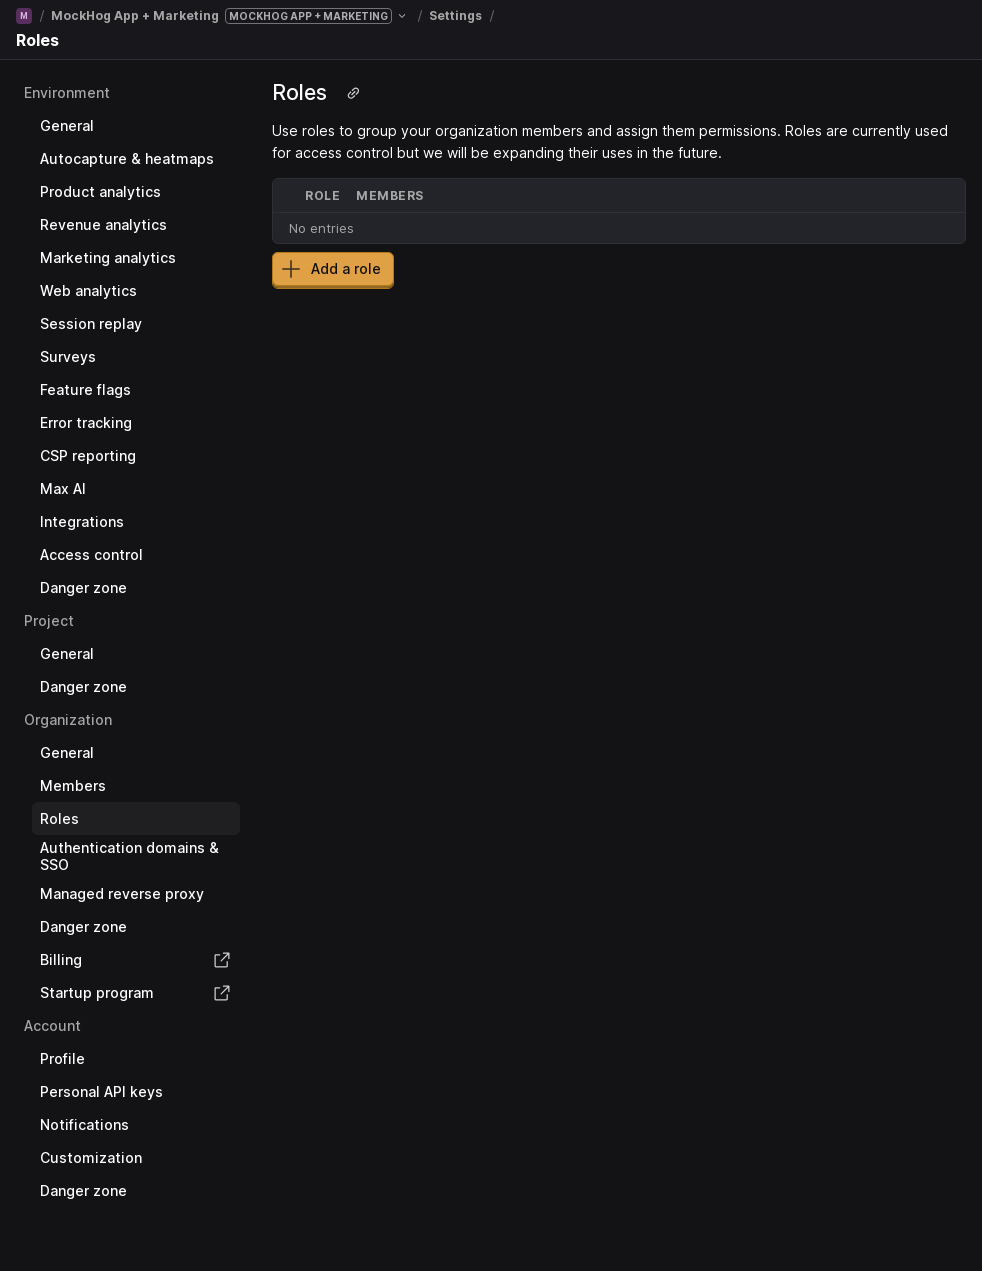 M / MockHog App + Marketing MOCKHOG APP + MARKETING / Settings /
Roles
Environment
General
Autocapture & heatmaps
Product analytics
Revenue analytics
Marketing analytics
Web analytics
Session replay
Surveys
Feature flags
Error tracking
CSP reporting
Max AI
Integrations
Access control
Danger zone
Project
General
Danger zone
Organization
General
Members
Roles
Authentication domains &
SSO
Managed reverse proxy
Danger zone
Billing
Startup program
Account
Profile
Personal API keys
Notifications
Customization
Danger zone
Roles
Use roles to group your organization members and assign them permissions. Roles are currently used
for access control but we will be expanding their uses in the future.
ROLE MEMBERS
No entries
Add a role